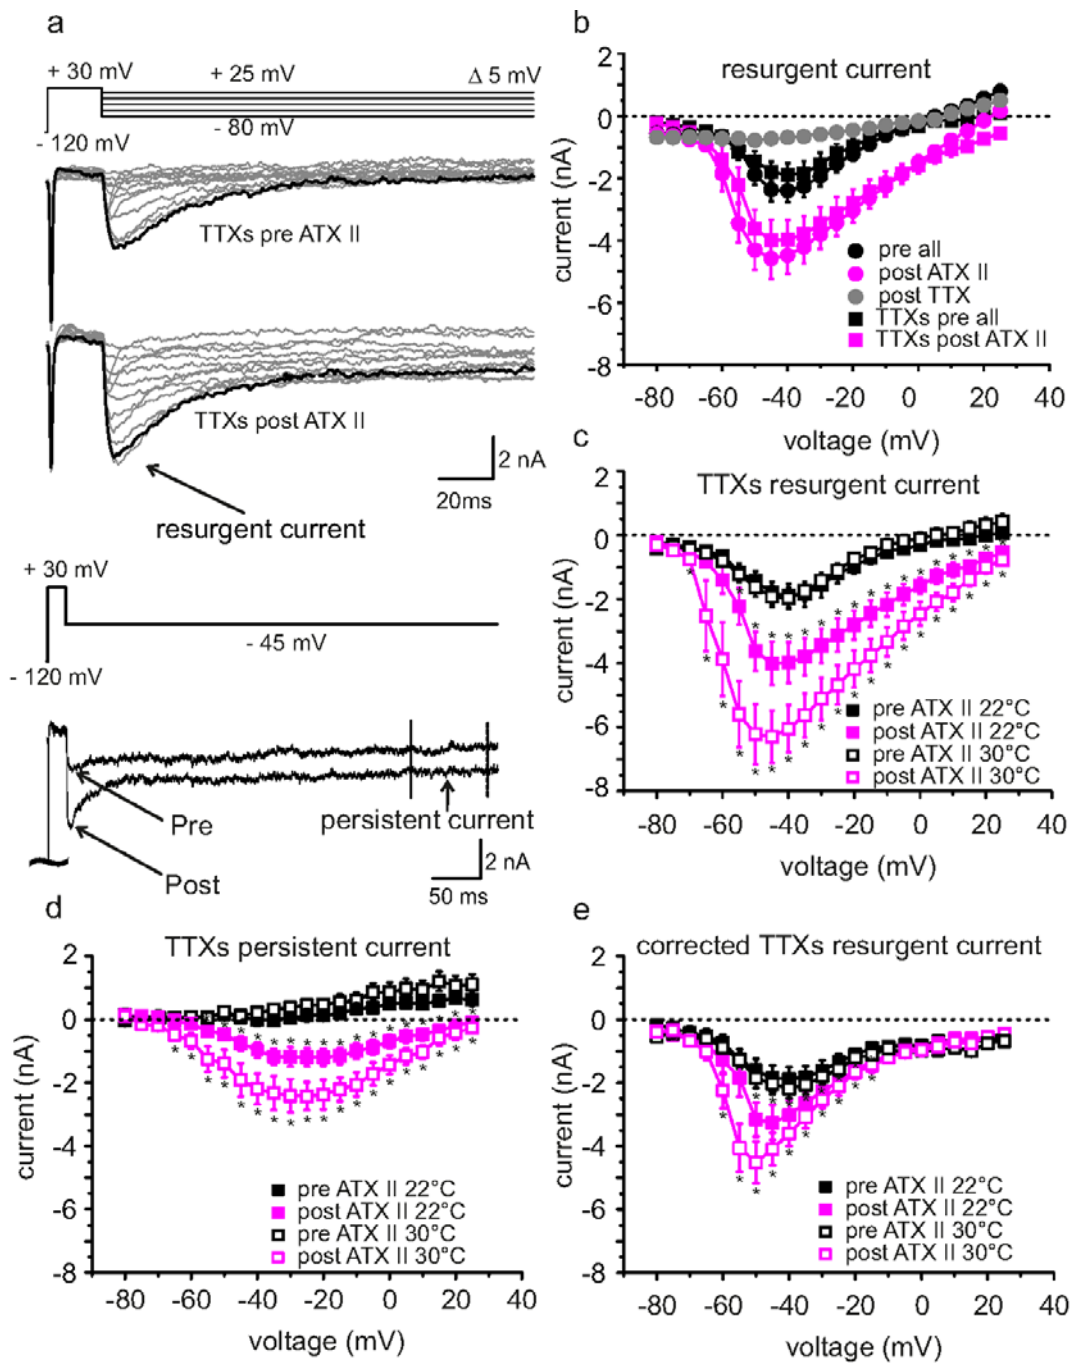 a
+ 30 mV
+ 25 mV
Δ 5 mV
- 80 mV
- 120 mV
TTXs pre ATX II
TTXs post ATX II
2 nA
20ms
resurgent current
+ 30 mV
- 45 mV
- 120 mV
Pre
persistent current
Post
2 nA
50 ms
b
resurgent current
2
0
-2
-4
-6
-8
current (nA)
pre all
post ATX II
post TTX
TTXs pre all
TTXs post ATX II
-80 -60 -40 -20 0 20 40
voltage (mV)
c
TTXs resurgent current
2
0
-2
-4
-6
-8
current (nA)
pre ATX II 22°C
post ATX II 22°C
pre ATX II 30°C
post ATX II 30°C
-80 -60 -40 -20 0 20 40
voltage (mV)
d
TTXs persistent current
2
0
-2
-4
-6
-8
current (nA)
pre ATX II 22°C
post ATX II 22°C
pre ATX II 30°C
post ATX II 30°C
-80 -60 -40 -20 0 20 40
voltage (mV)
e
corrected TTXs resurgent current
2
0
-2
-4
-6
-8
current (nA)
pre ATX II 22°C
post ATX II 22°C
pre ATX II 30°C
post ATX II 30°C
-80 -60 -40 -20 0 20 40
voltage (mV)